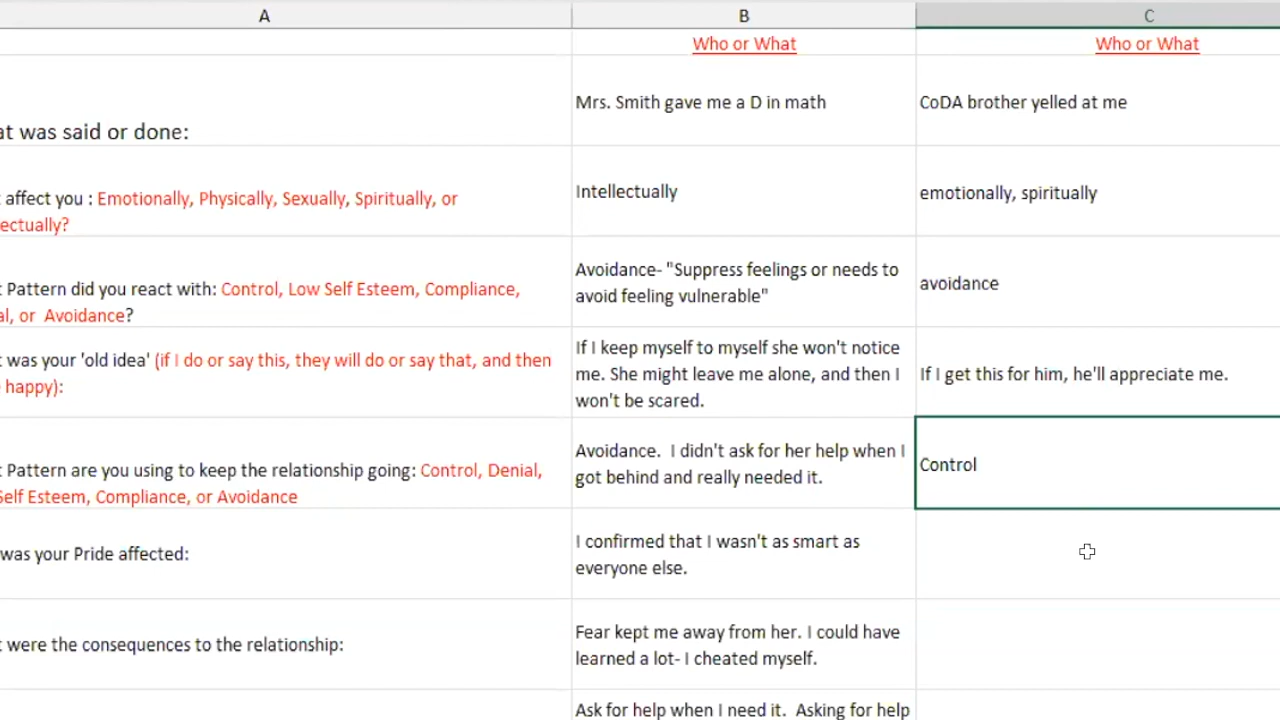 A B C
Who or What Who or What
Mrs. Smith gave me a D in math CoDA brother yelled at me
was said or done:
affect you : Emotionally, Physically, Sexually, Spiritually, or Intellectually emotionally, spiritually
ectually?
Avoidance- "Suppress feelings or needs to
avoid feeling vulnerable" avoidance
Pattern did you react with: Control, Low Self Esteem, Compliance,
or Avoidance?
If I keep myself to myself she won't notice
was your 'old idea' (if I do or say this, they will do or say that, and then me. She might leave me alone, and then I If I get this for him, he'll appreciate me.
happy): won't be scared.
Avoidance. I didn't ask for her help when I
got behind and really needed it. Control
Pattern are you using to keep the relationship going: Control, Denial,
Self Esteem, Compliance, or Avoidance
was your Pride affected: I confirmed that I wasn't as smart as
everyone else.
were the consequences to the relationship: Fear kept me away from her. I could have
learned a lot- I cheated myself.
Ask for help when I need it. Asking for help